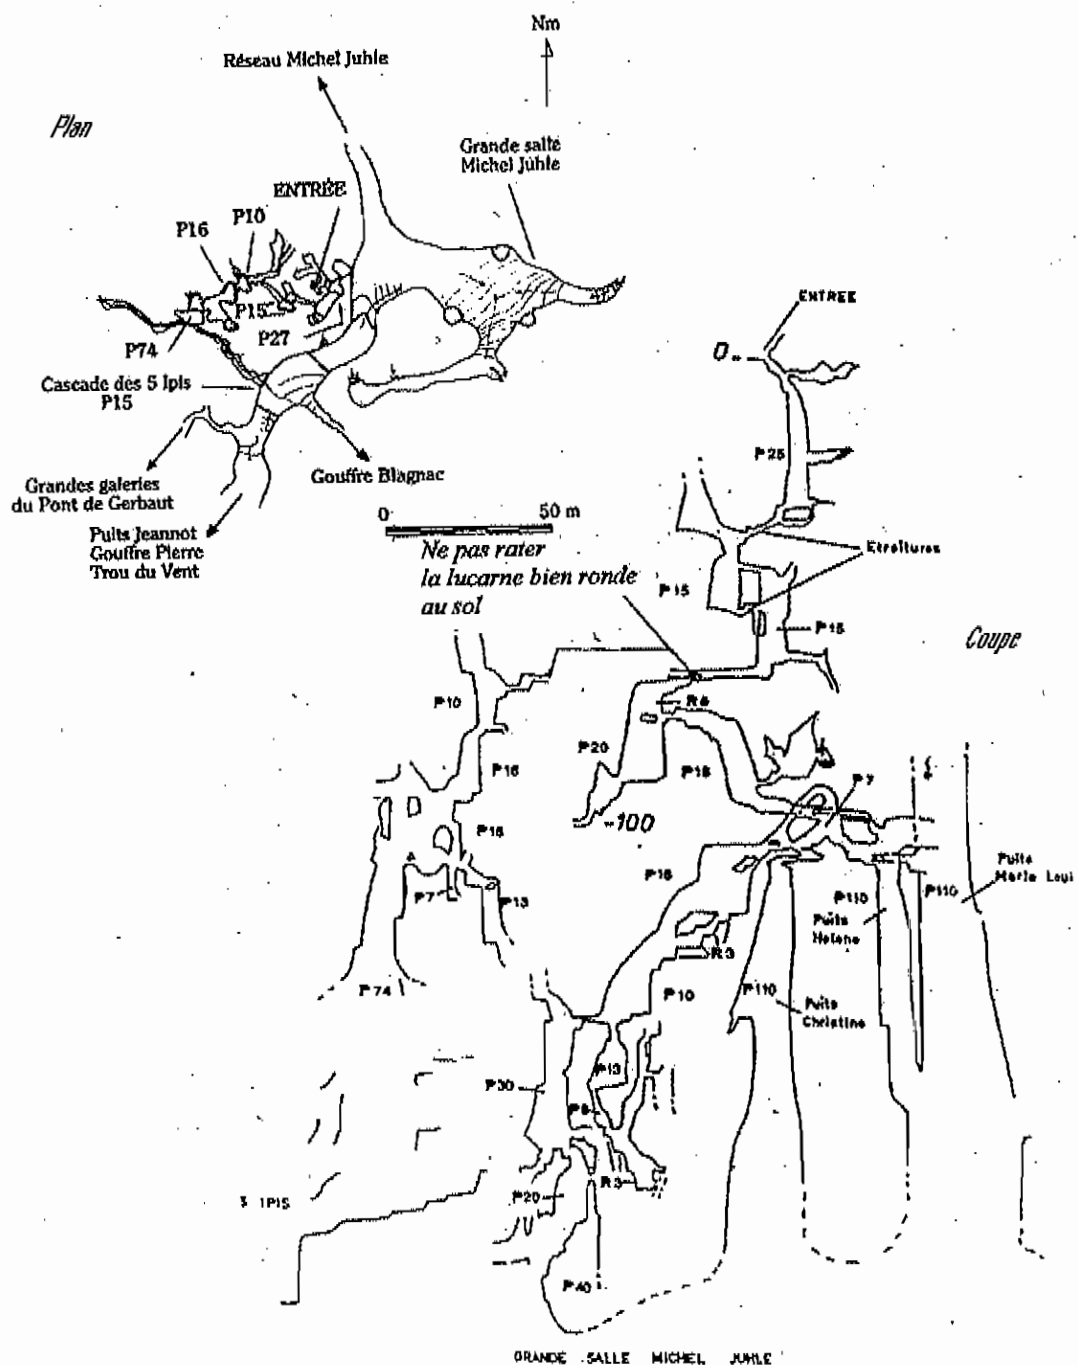 Nm
Réseau Michel Juhle
Plan
Grande salle
Michel Juhle
ENTRÉE
P10
P16
P15
P27
P74
Cascade des 5 Ipis
P15
Grandes galeries
du Pont de Gerbaut
Gouffre Blagnac
Puits Jeannot
Gouffre Pierre
Trou du Vent
0 50 m
Ne pas rater
la lucarne bien ronde
au sol
ENTREE
0
P25
Etroitures
P15
P15
Coupe
P10
R6
P20
P16
P15
P7
-100
P15
P16
P7
P13
P74
Puits
Marie Loui
P110
P110
Puits
Helene
R3
P10
P110
Puits
Christine
P30
P13
P8
R3
P20
5 IPIS
P40
GRANDE SALLE MICHEL JUHLE